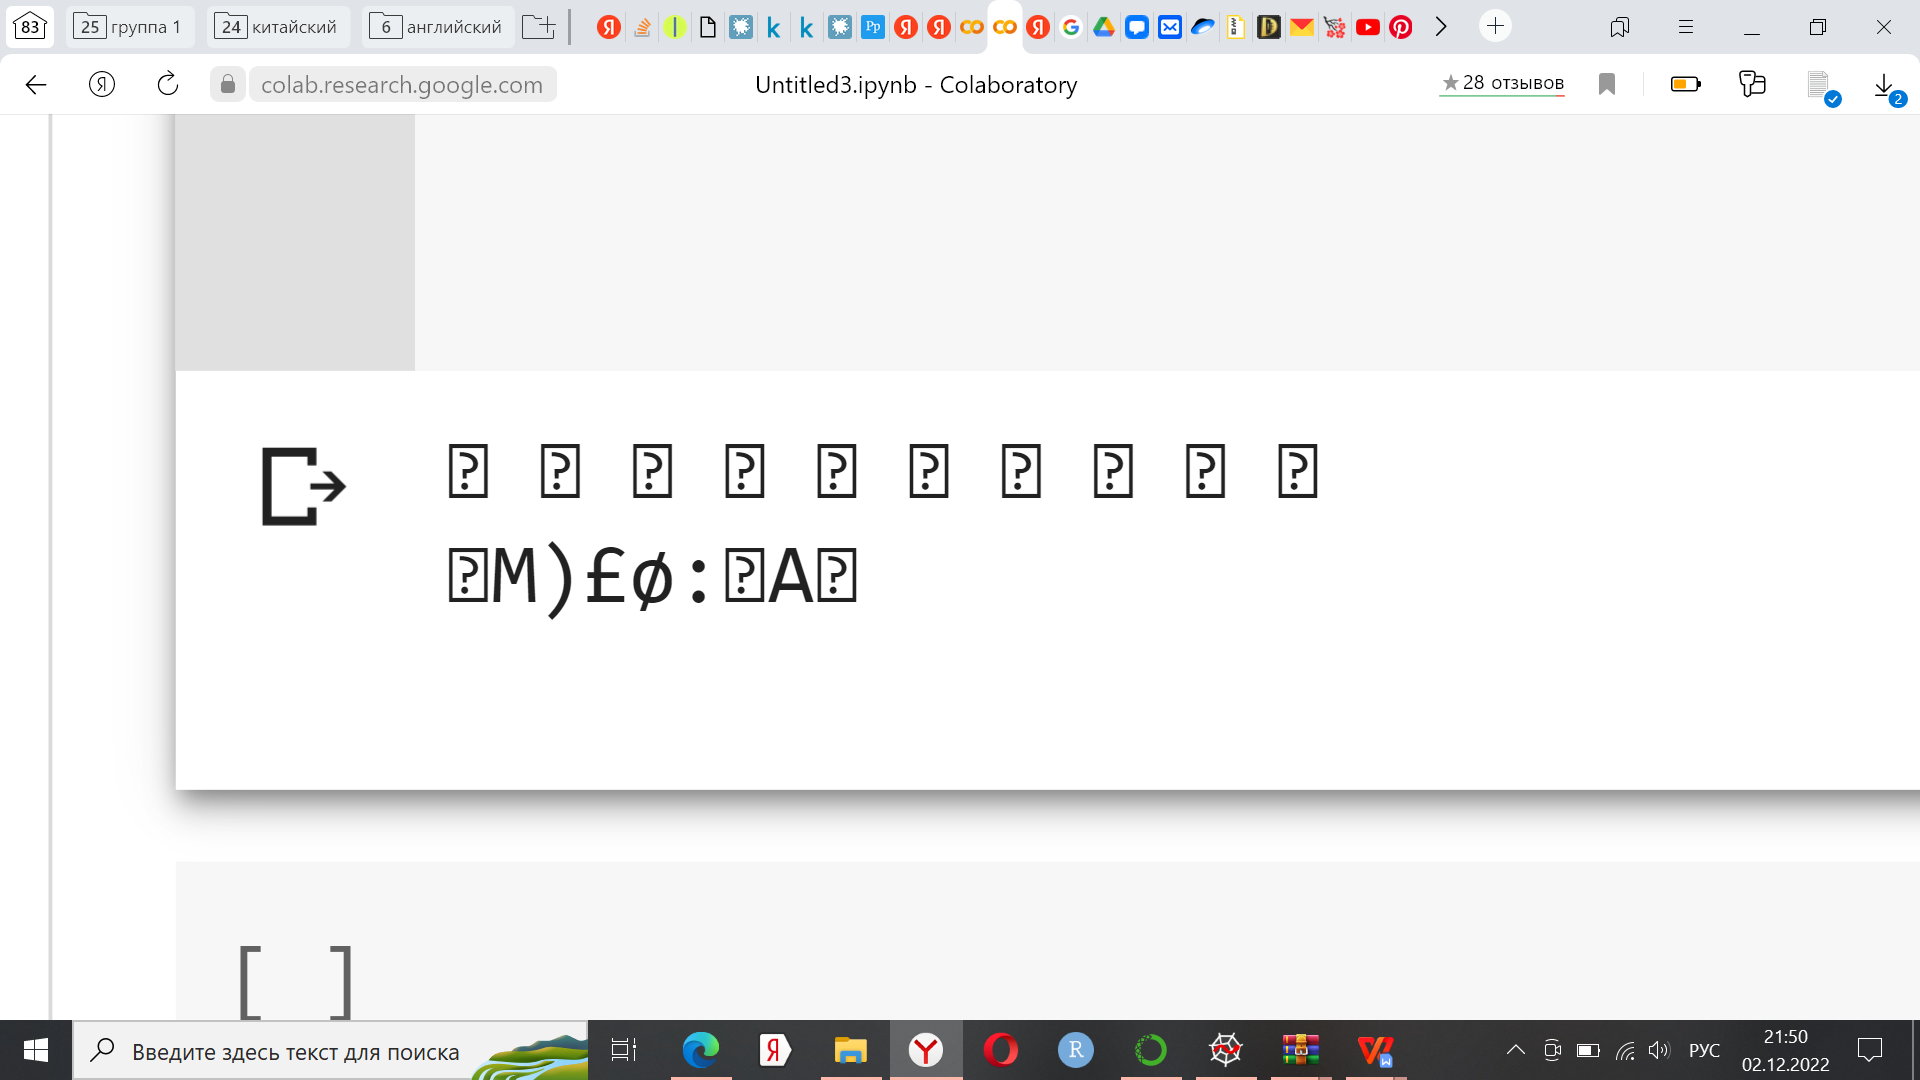 83 25 группа 1 24 китайский 6 английский
colab.research.google.com Untitled3.ipynb - Colaboratory 28 отзывов 2
⍰ ⍰ ⍰ ⍰ ⍰ ⍰ ⍰ ⍰ ⍰ ⍰
⍰M)£ø:⍰A⍰
[ ]
Введите здесь текст для поиска РУС 21:50
02.12.2022